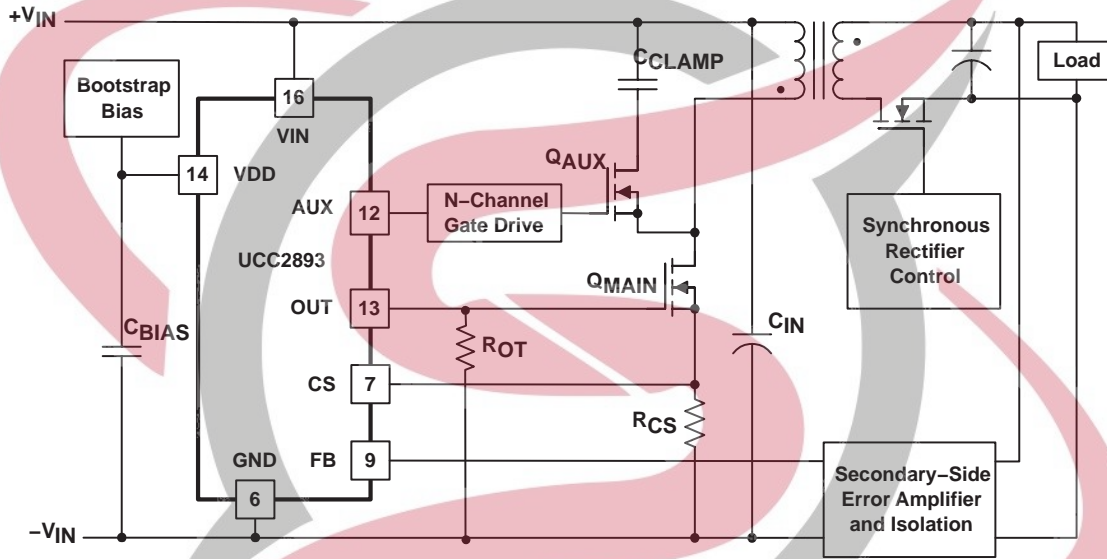 +VIN
Bootstrap
Bias
16
VIN
14
VDD
CCLAMP
Load
QAUX
AUX
12
N–Channel
Gate Drive
Synchronous
Rectifier
Control
UCC2893
QMAIN
OUT
13
CIN
CBIAS
ROT
CS
7
RCS
GND
FB
9
6
Secondary–Side
Error Amplifier
and Isolation
–VIN